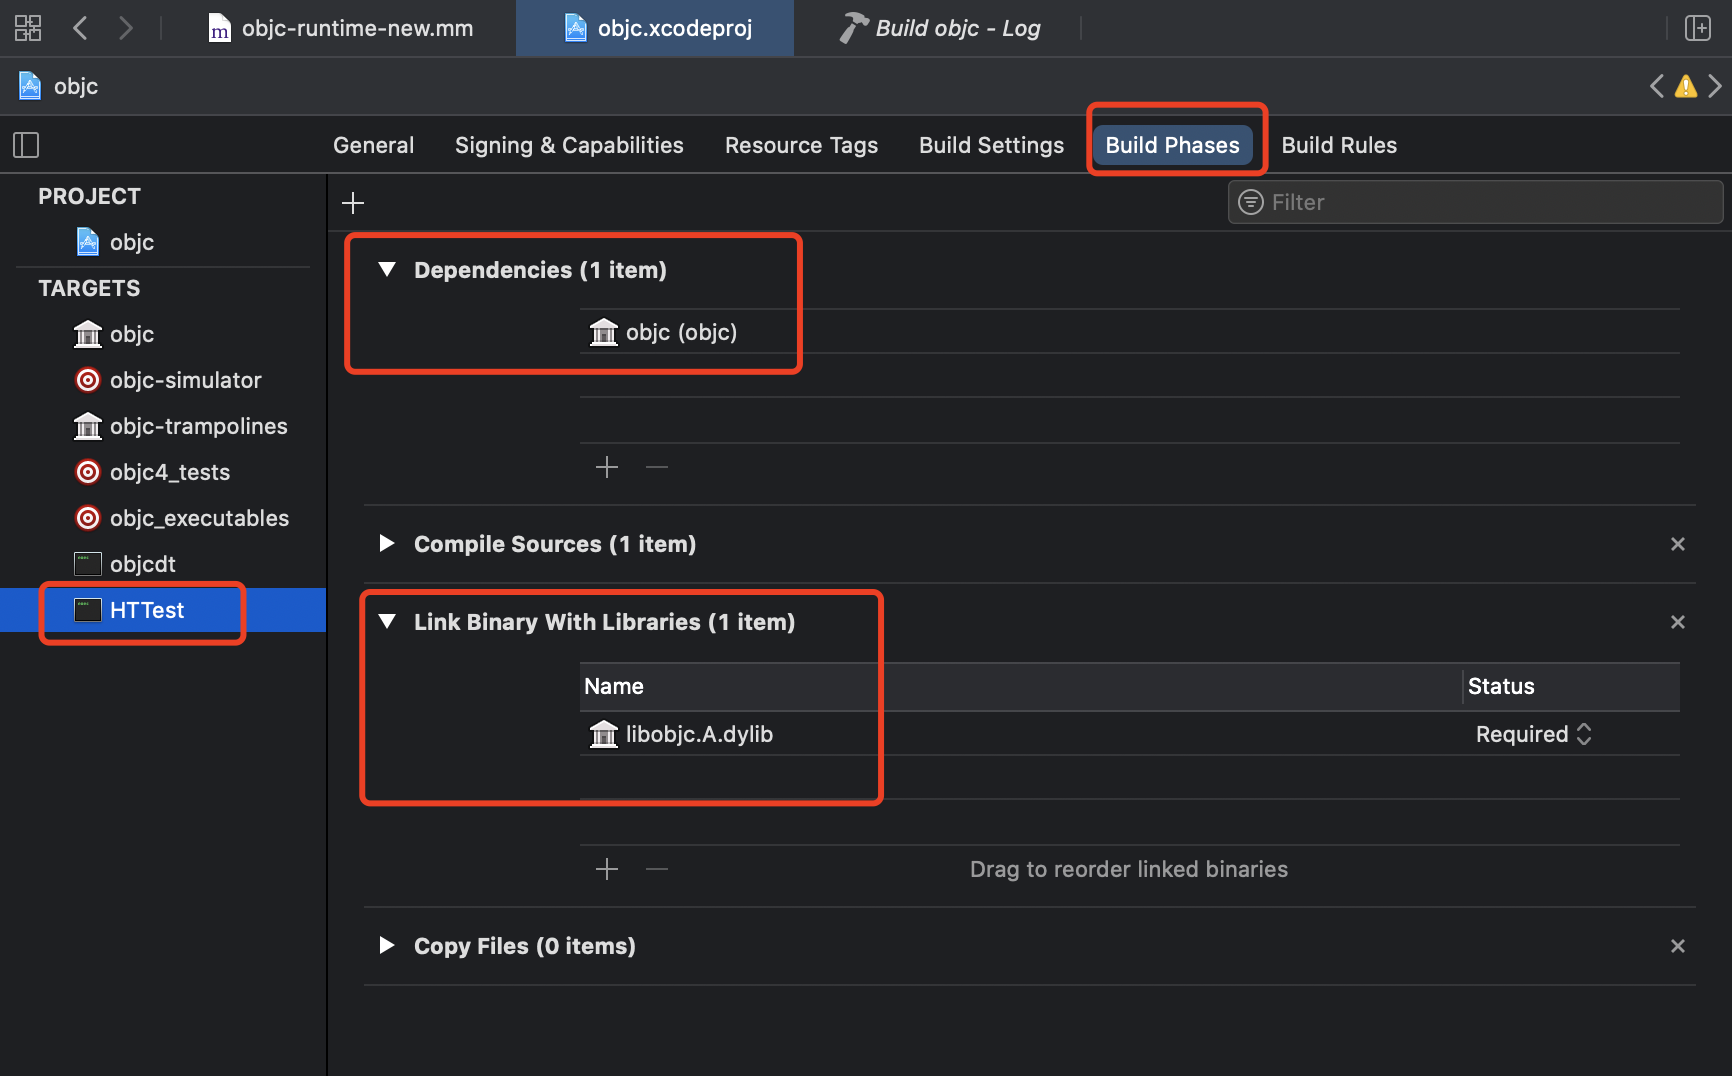 objc-runtime-new.mm
objc.xcodeproj
Build objc - Log
objc
General
Signing & Capabilities
Resource Tags
Build Settings
Build Phases
Build Rules
PROJECT
objc
TARGETS
objc
objc-simulator
objc-trampolines
objc4_tests
objc_executables
objcdt
HTTest
Filter
Dependencies (1 item)
objc (objc)
Compile Sources (1 item)
Link Binary With Libraries (1 item)
Name
Status
libobjc.A.dylib
Required
Drag to reorder linked binaries
Copy Files (0 items)